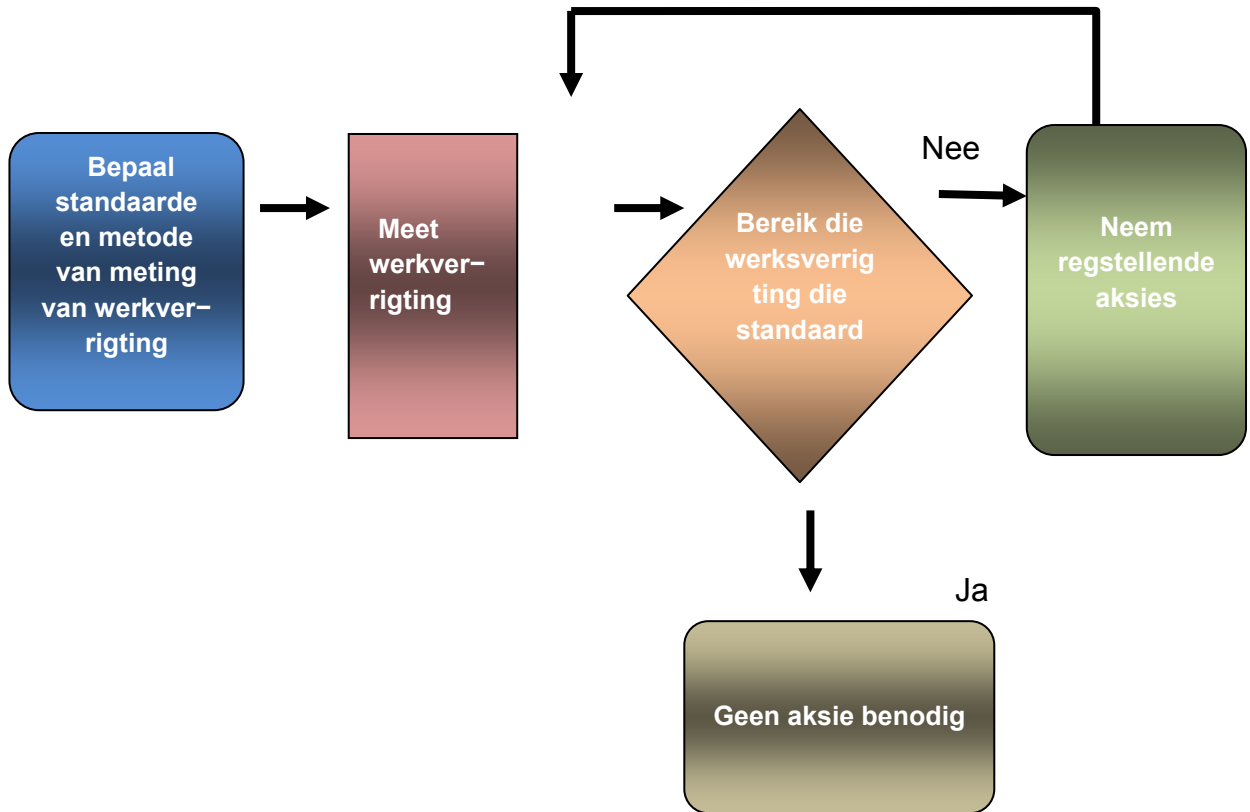 Bepaal
standaarde
en metode
van meting
van werkver–
rigting
Meet
werkver–
rigting
Bereik die
werksverrig
ting die
standaard
Nee
Neem
regstellende
aksies
Ja
Geen aksie benodig